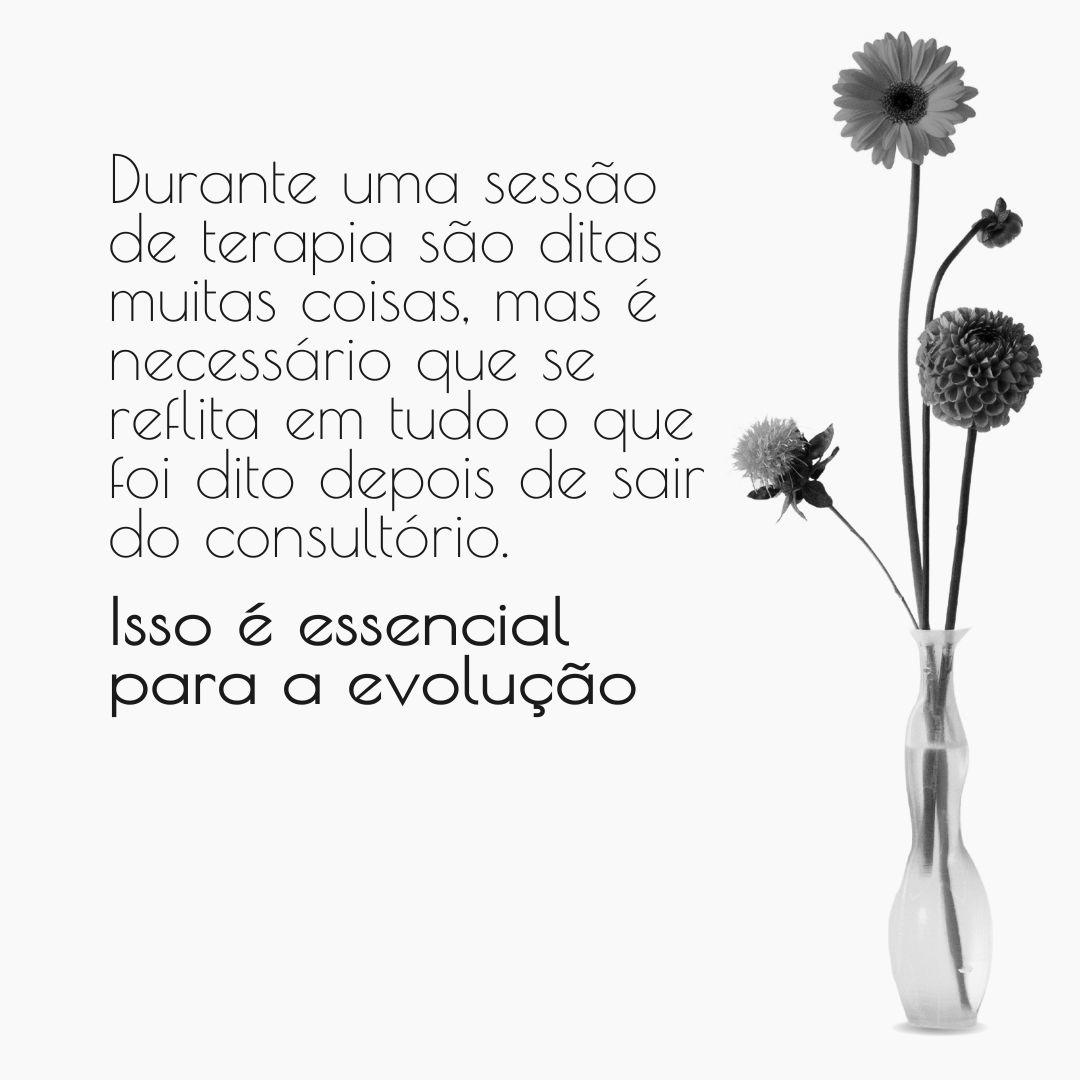 Durante uma sessão
de terapia são ditas
muitas coisas, mas é
necessário que se
reflita em tudo o que
foi dito depois de sair
do consultório.
Isso é essencial
para a evolução